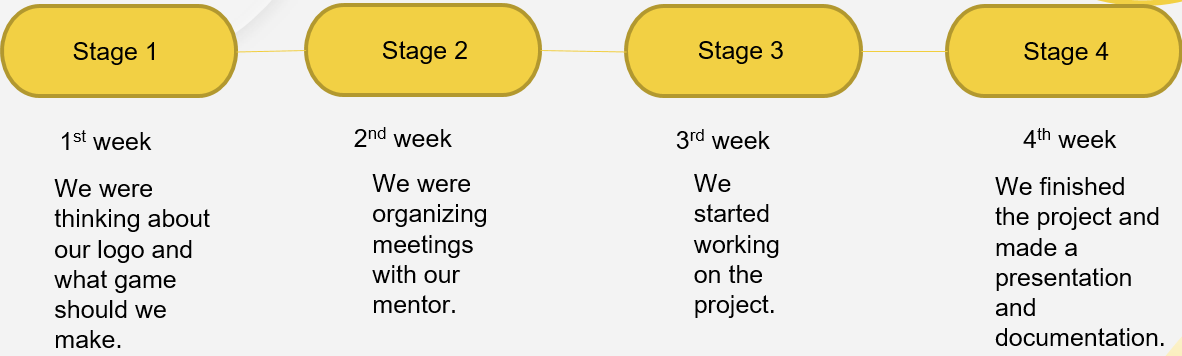 Stage 1
1st week
We were
thinking about
our logo and
what game
should we
make.
Stage 2
2nd week
We were
organizing
meetings
with our
mentor.
Stage 3
3rd week
We
started
working
on the
project.
Stage 4
4th week
We finished
the project and
made a
presentation
and
documentation.